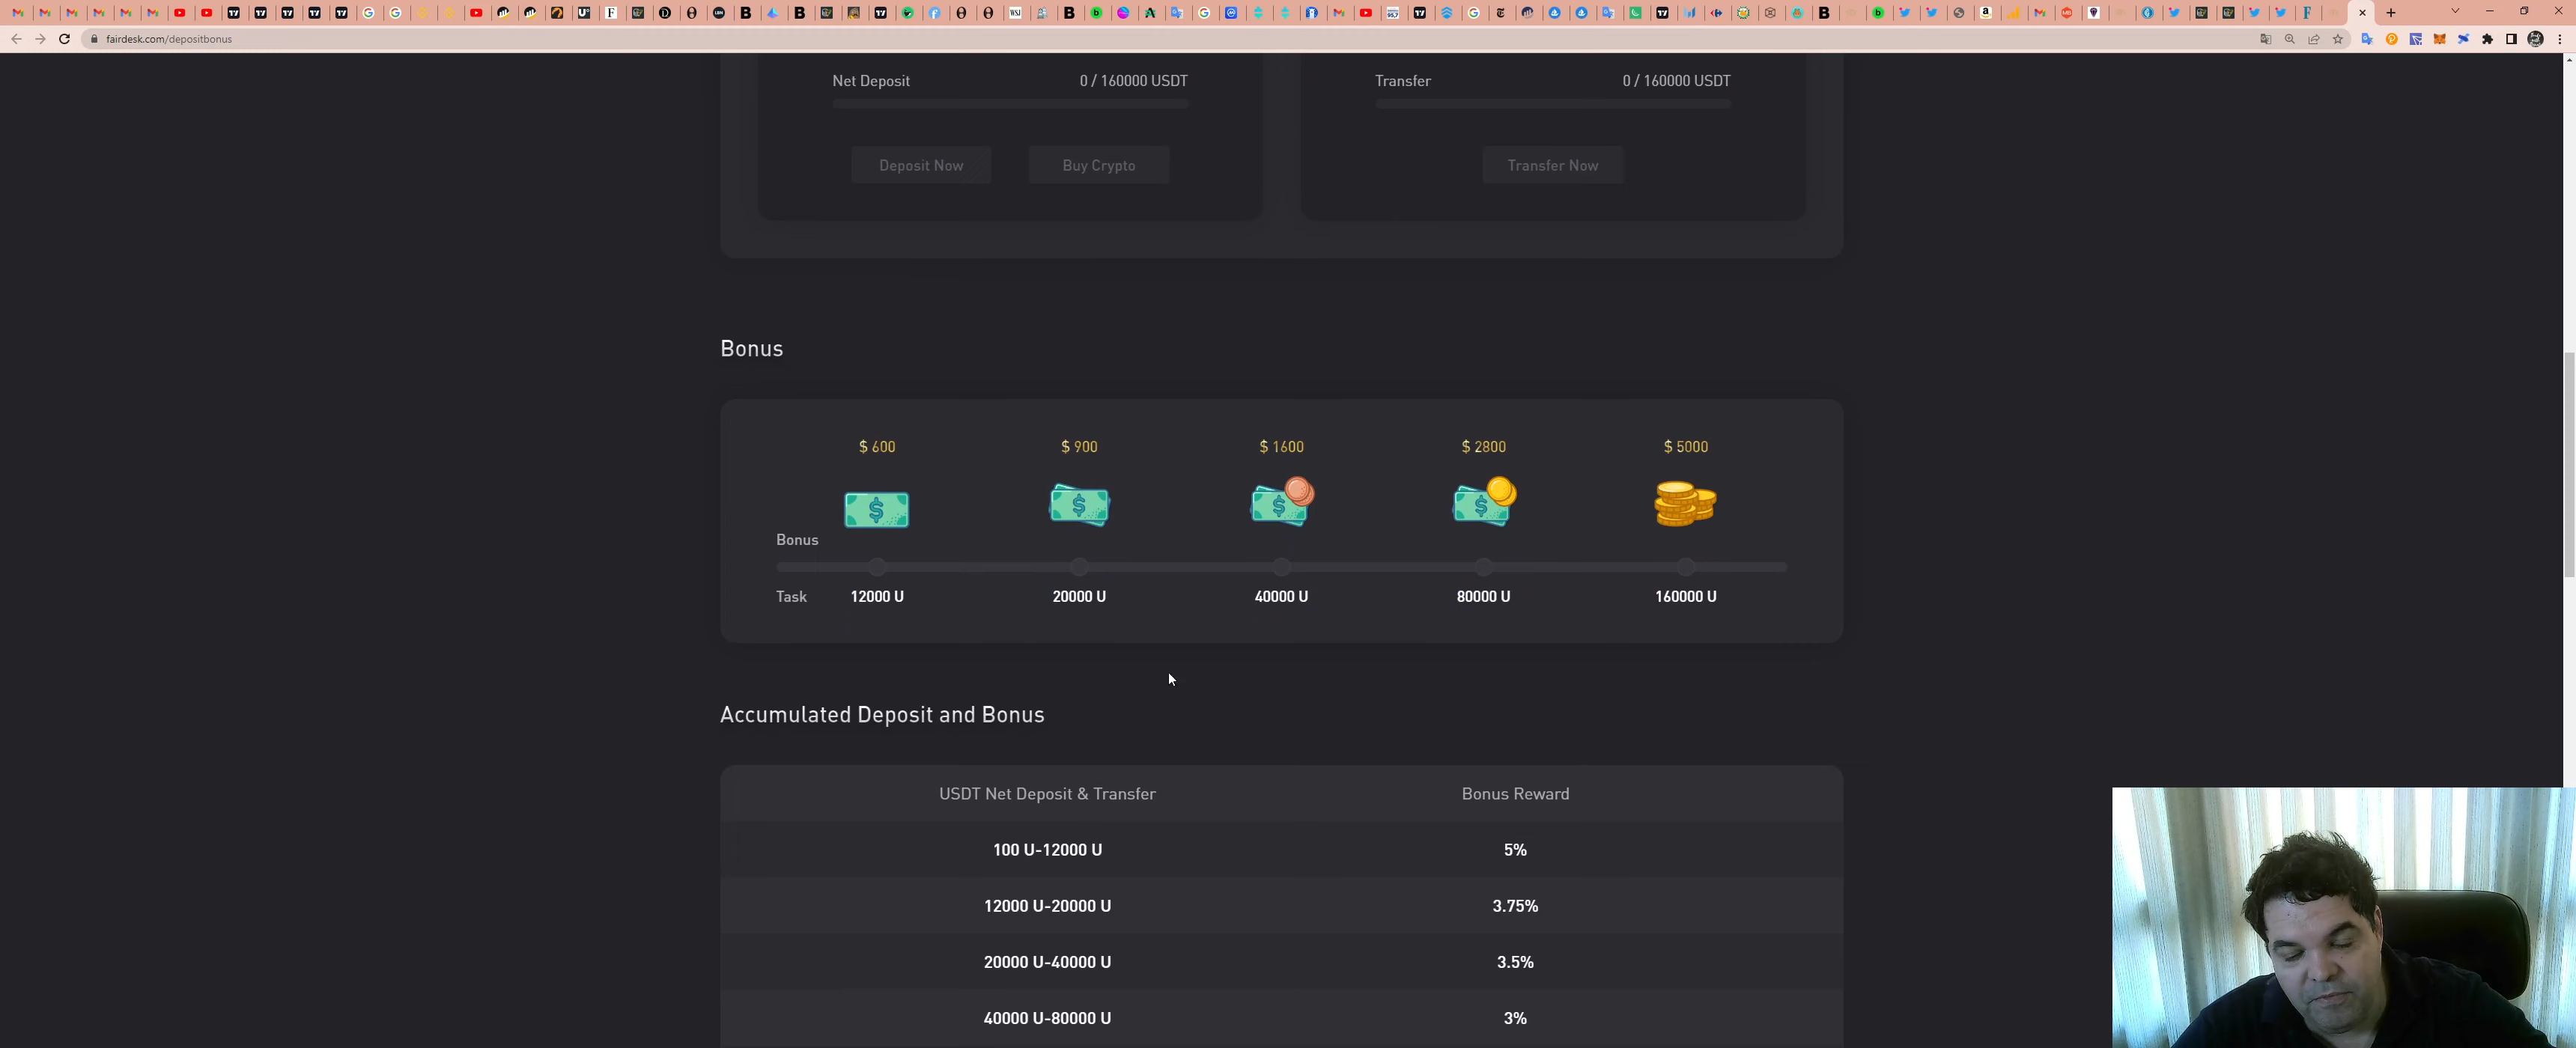 fairdesk.com/depositbonus
Net Deposit 0 / 160000 USDT
Transfer 0 / 160000 USDT
Deposit Now Buy Crypto
Transfer Now
Bonus
$ 600 $ 900 $ 1600 $ 2800 $ 5000
Bonus
Task 12000 U 20000 U 40000 U 80000 U 160000 U
Accumulated Deposit and Bonus
USDT Net Deposit & Transfer Bonus Reward
100 U-12000 U 5%
12000 U-20000 U 3.75%
20000 U-40000 U 3.5%
40000 U-80000 U 3%